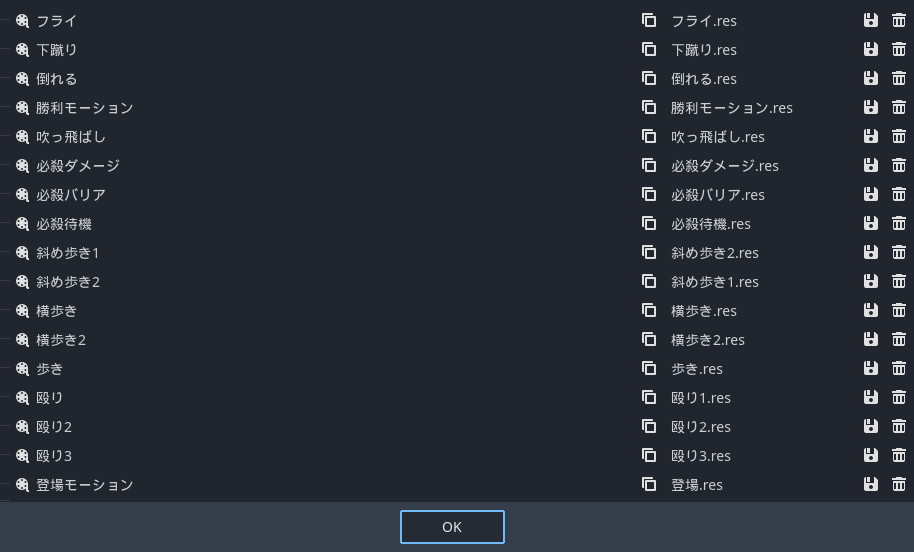 フライ フライ.res
下蹴り 下蹴り.res
倒れる 倒れる.res
勝利モーション 勝利モーション.res
吹っ飛ばし 吹っ飛ばし.res
必殺ダメージ 必殺ダメージ.res
必殺バリア 必殺バリア.res
必殺待機 必殺待機.res
斜め歩き1 斜め歩き2.res
斜め歩き2 斜め歩き1.res
横歩き 横歩き.res
横歩き2 横歩き2.res
歩き 歩き.res
殴り 殴り1.res
殴り2 殴り2.res
殴り3 殴り3.res
登場モーション 登場.res
OK